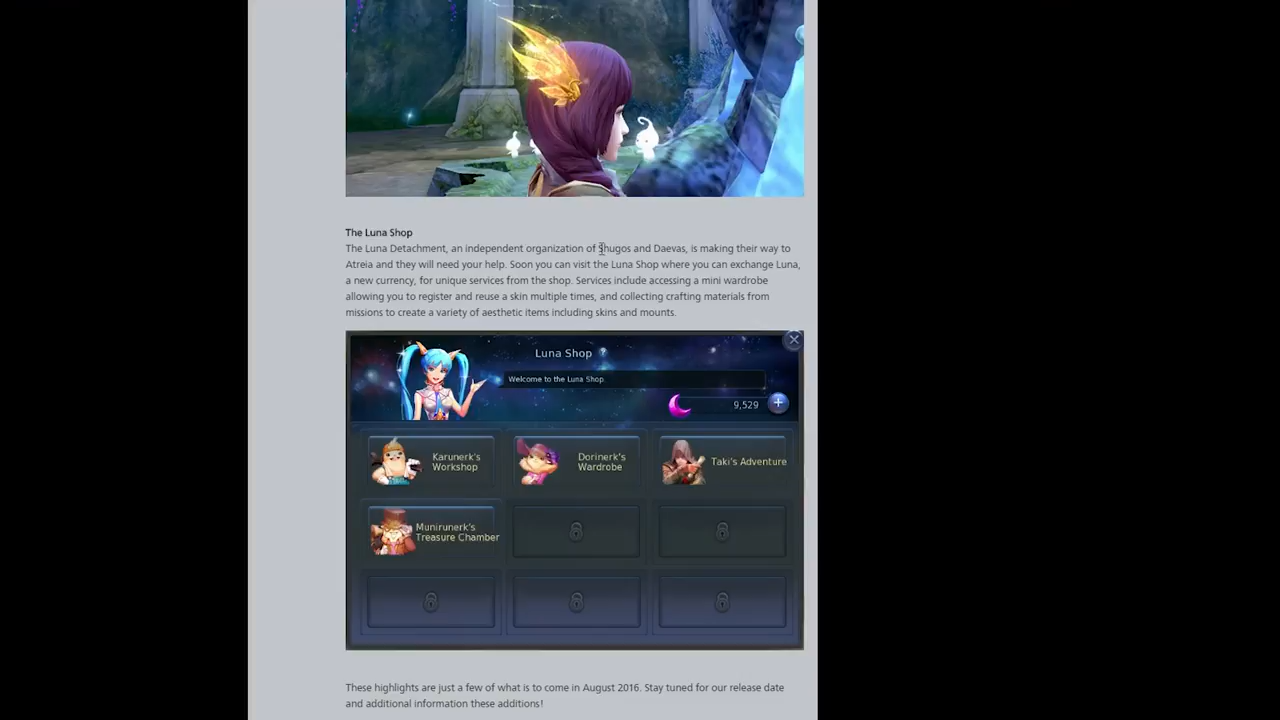 The Luna Shop
The Luna Detachment, an independent organization of Shugos and Daevas, is making their way to
Atreia and they will need your help. Soon you can visit the Luna Shop where you can exchange Luna,
a new currency, for unique services from the shop. Services include accessing a mini wardrobe
allowing you to register and reuse a skin multiple times, and collecting crafting materials from
missions to create a variety of aesthetic items including skins and mounts.
Luna Shop ?
Welcome to the Luna Shop.
9,529
Karunerk's
Workshop
Dorinerk's
Wardrobe
Taki's Adventure
Munirunerk's
Treasure Chamber
These highlights are just a few of what is to come in August 2016. Stay tuned for our release date
and additional information these additions!